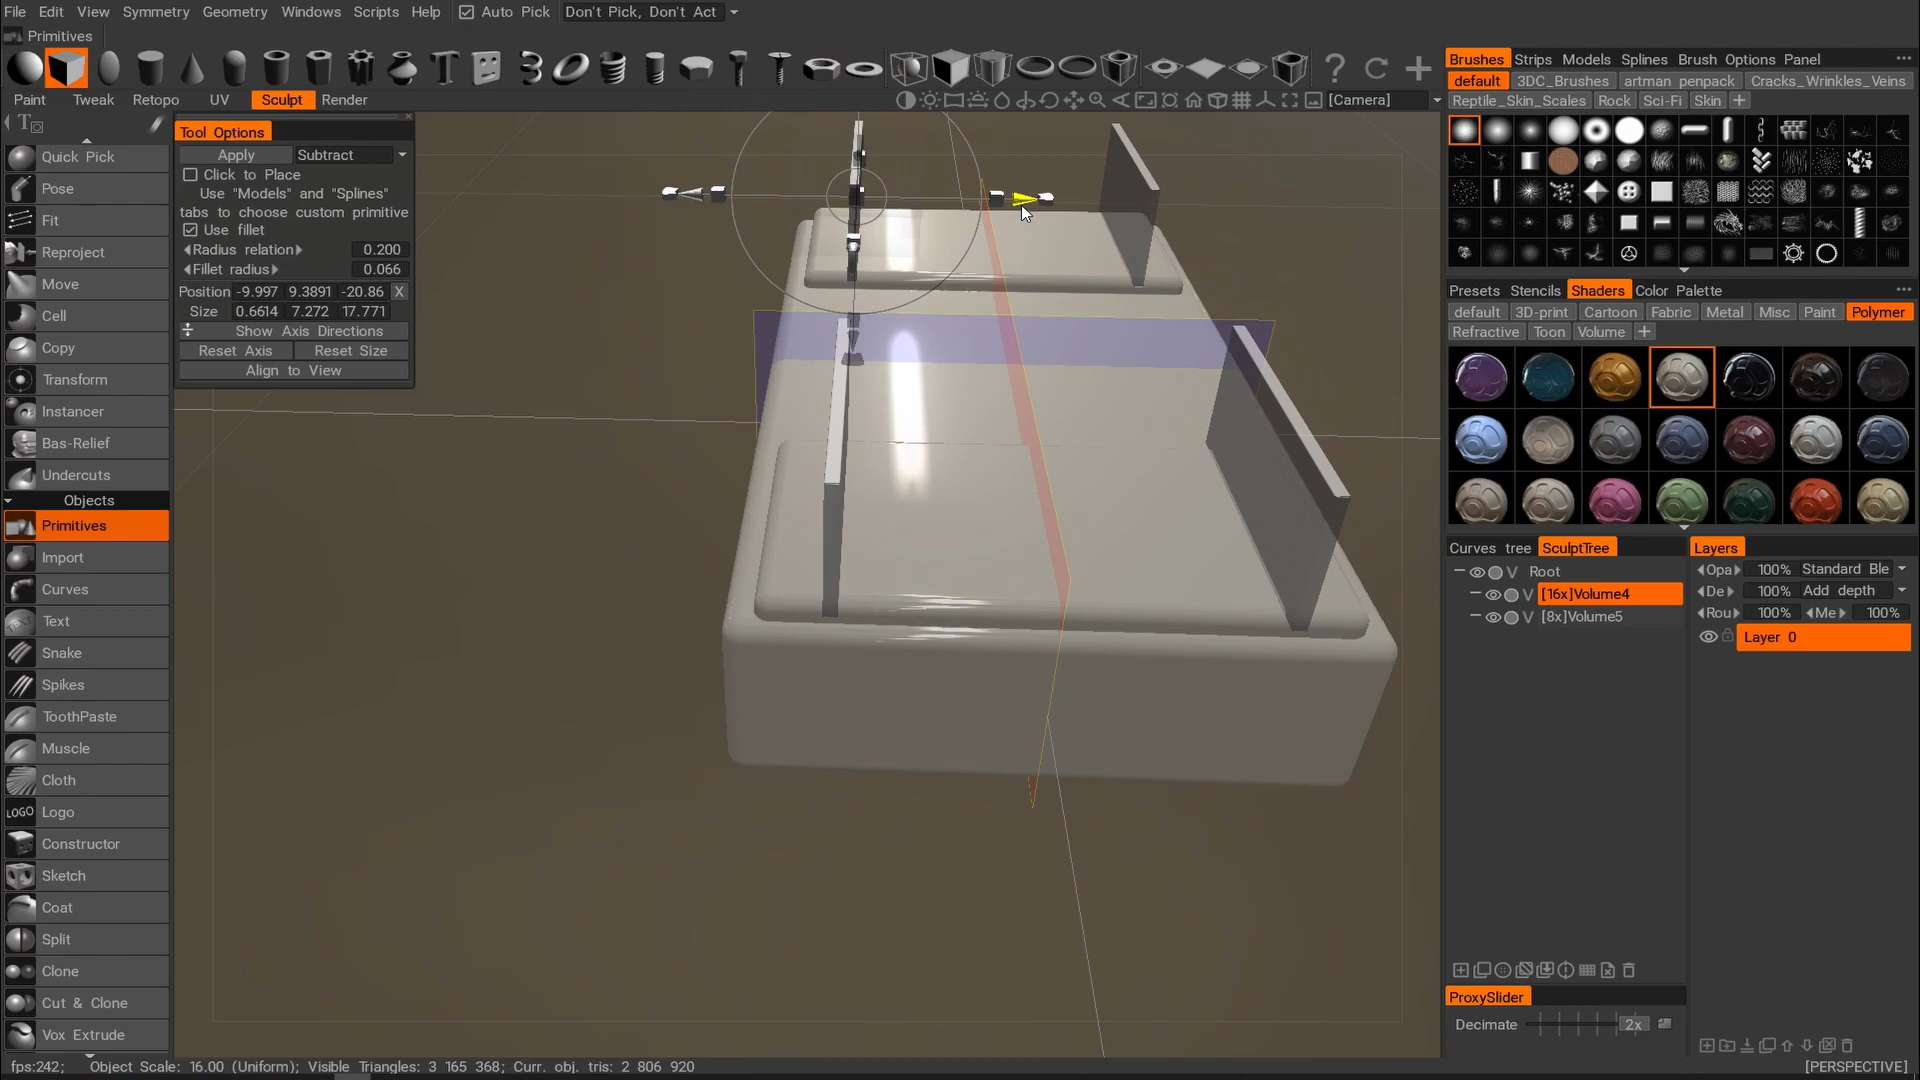 File Edit View Symmetry Geometry Windows Scripts Help Auto Pick Don't Pick, Don't Act
Primitives
Paint Tweak Retopo UV Sculpt Render
[Camera]
Tool Options
Apply Subtract
Click to Place
Use "Models" and "Splines"
tabs to choose custom primitive
Use fillet
Radius relation 0.200
Fillet radius 0.066
Position -9.997 9.3891 -20.86 X
Size 0.6614 7.272 17.771
Show Axis Directions
Reset Axis Reset Size
Align to View
Quick Pick
Pose
Fit
Reproject
Move
Cell
Copy
Transform
Instancer
Bas-Relief
Undercuts
Objects
Primitives
Import
Curves
Text
Snake
Spikes
ToothPaste
Muscle
Cloth
LOGO Logo
Constructor
Sketch
Coat
Split
Clone
Cut & Clone
Vox Extrude
Brushes Strips Models Splines Brush Options Panel
default 3DC_Brushes artman penpack Cracks_Wrinkles_Veins
Reptile_Skin_Scales Rock Sci-Fi Skin
Presets Stencils Shaders Color Palette
default 3D-print Cartoon Fabric Metal Misc Paint Polymer
Refractive Toon Volume
Curves tree SculptTree
Root
V [16x]Volume4
V [8x]Volume5
Layers
Opa 100% Standard Ble
De 100% Add depth
Rou 100% Me 100%
Layer 0
ProxySlider
Decimate 2x
fps:242; Object Scale: 16.00 (Uniform); Visible Triangles: 3 165 368; Curr. obj. tris: 2 806 920
[PERSPECTIVE]